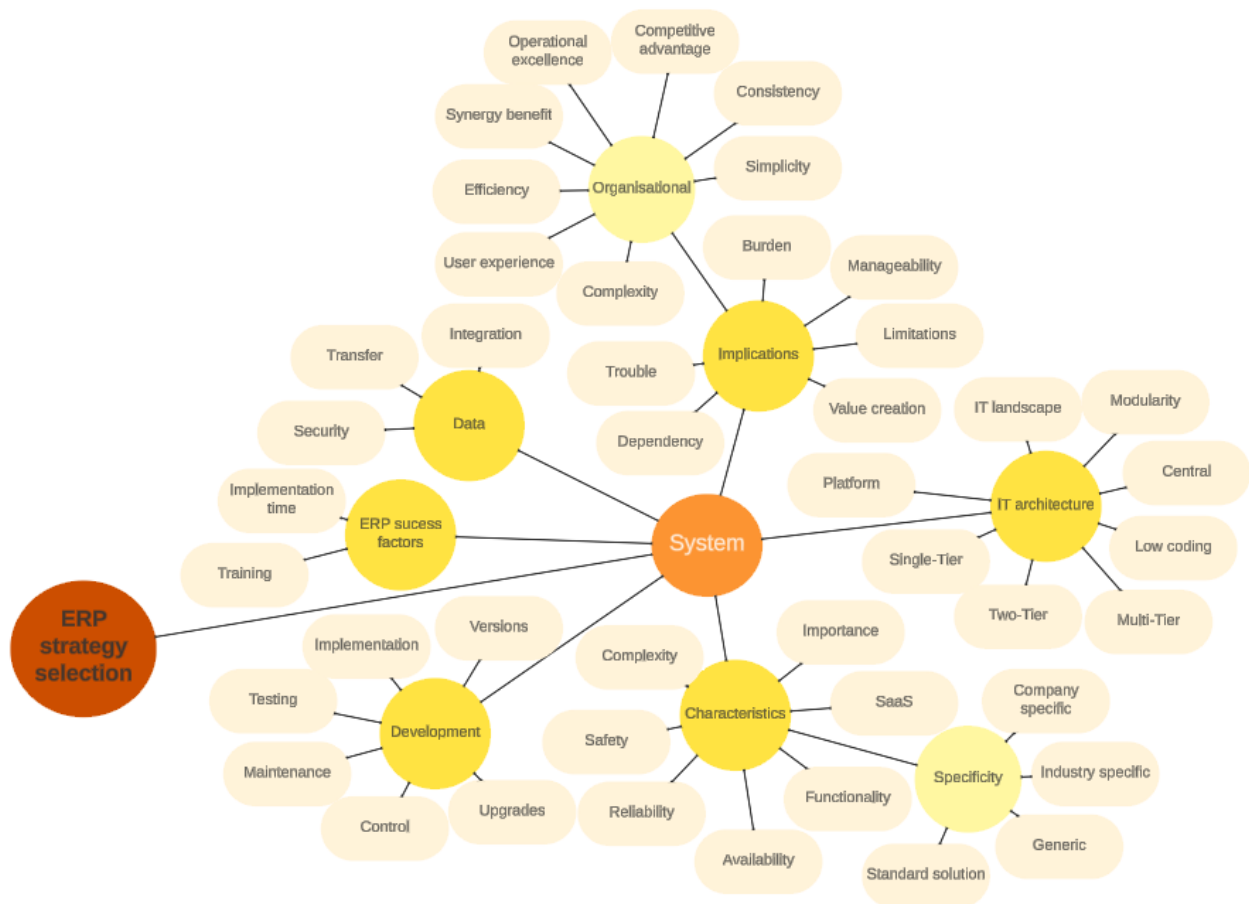 Operational
excellence
Competitive
advantage
Synergy benefit
Consistency
Efficiency
Organisational
Simplicity
User experience
Complexity
Burden
Manageability
Limitations
Implications
Trouble
Value creation
Dependency
Integration
Transfer
Data
Security
IT landscape
Modularity
Platform
Central
IT architecture
Low coding
Single-Tier
Two-Tier
Multi-Tier
Implementation
time
ERP sucess
factors
Training
System
ERP
strategy
selection
Versions
Implementation
Testing
Development
Maintenance
Control
Upgrades
Importance
Complexity
SaaS
Characteristics
Safety
Functionality
Reliability
Availability
Company
specific
Specificity
Industry specific
Generic
Standard solution